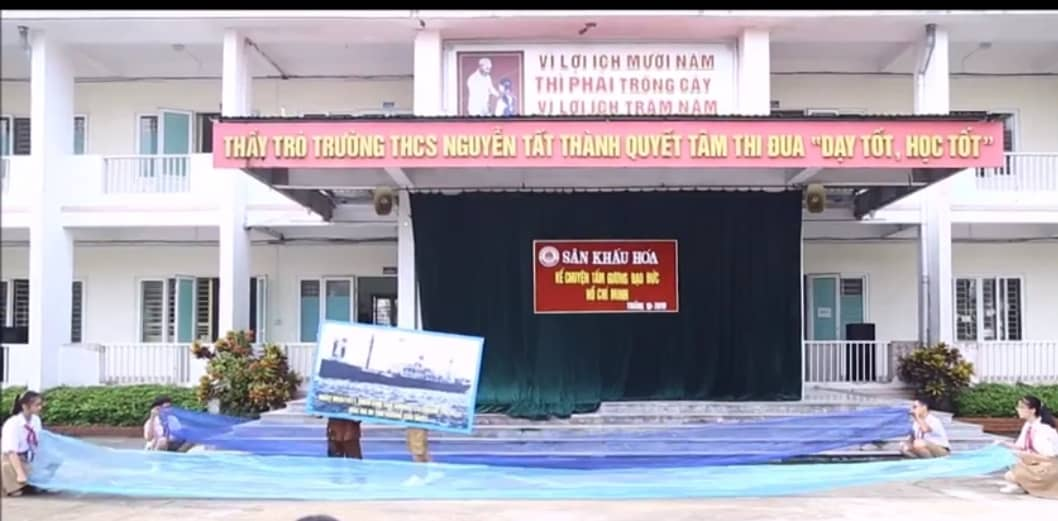 VÌ LỢI ÍCH MƯỜI NĂM
THÌ PHẢI TRỒNG CÂY
VÌ LỢI ÍCH TRĂM NĂM
THẦY TRÒ TRƯỜNG THCS NGUYỄN TẤT THÀNH QUYẾT TÂM THI ĐUA "DẠY TỐT, HỌC TỐT"
SÂN KHẤU HÓA
KỂ CHUYỆN TẤM GƯƠNG ĐẠO ĐỨC
HỒ CHÍ MINH
THÁNG